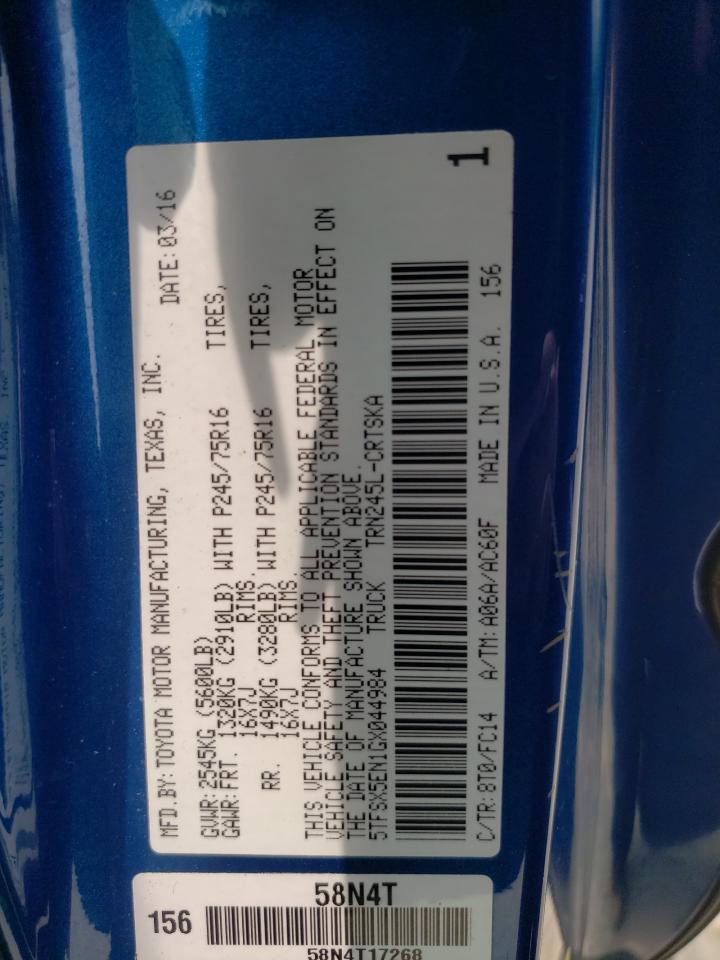 MFD.BY: TOYOTA MOTOR MANUFACTURING, TEXAS, INC. DATE: 03/16
GVWR: 2545KG (5600LB)
GAWR: FRT. 1320KG (2910LB) WITH P245/75R16 TIRES,
16X7J RIMS.
RR. 1490KG (3280LB) WITH P245/75R16 TIRES,
16X7J RIMS.
THIS VEHICLE CONFORMS TO ALL APPLICABLE FEDERAL MOTOR
VEHICLE SAFETY AND THEFT PREVENTION STANDARDS IN EFFECT ON
THE DATE OF MANUFACTURE SHOWN ABOVE.
5TFSX5EN1GX044984 TRUCK TRN245L-CRTSKA
C/TR: 8T0/FC14 A/TM: A06A/AC60F MADE IN U.S.A. 156
1
58N4T
156
58N4T17268